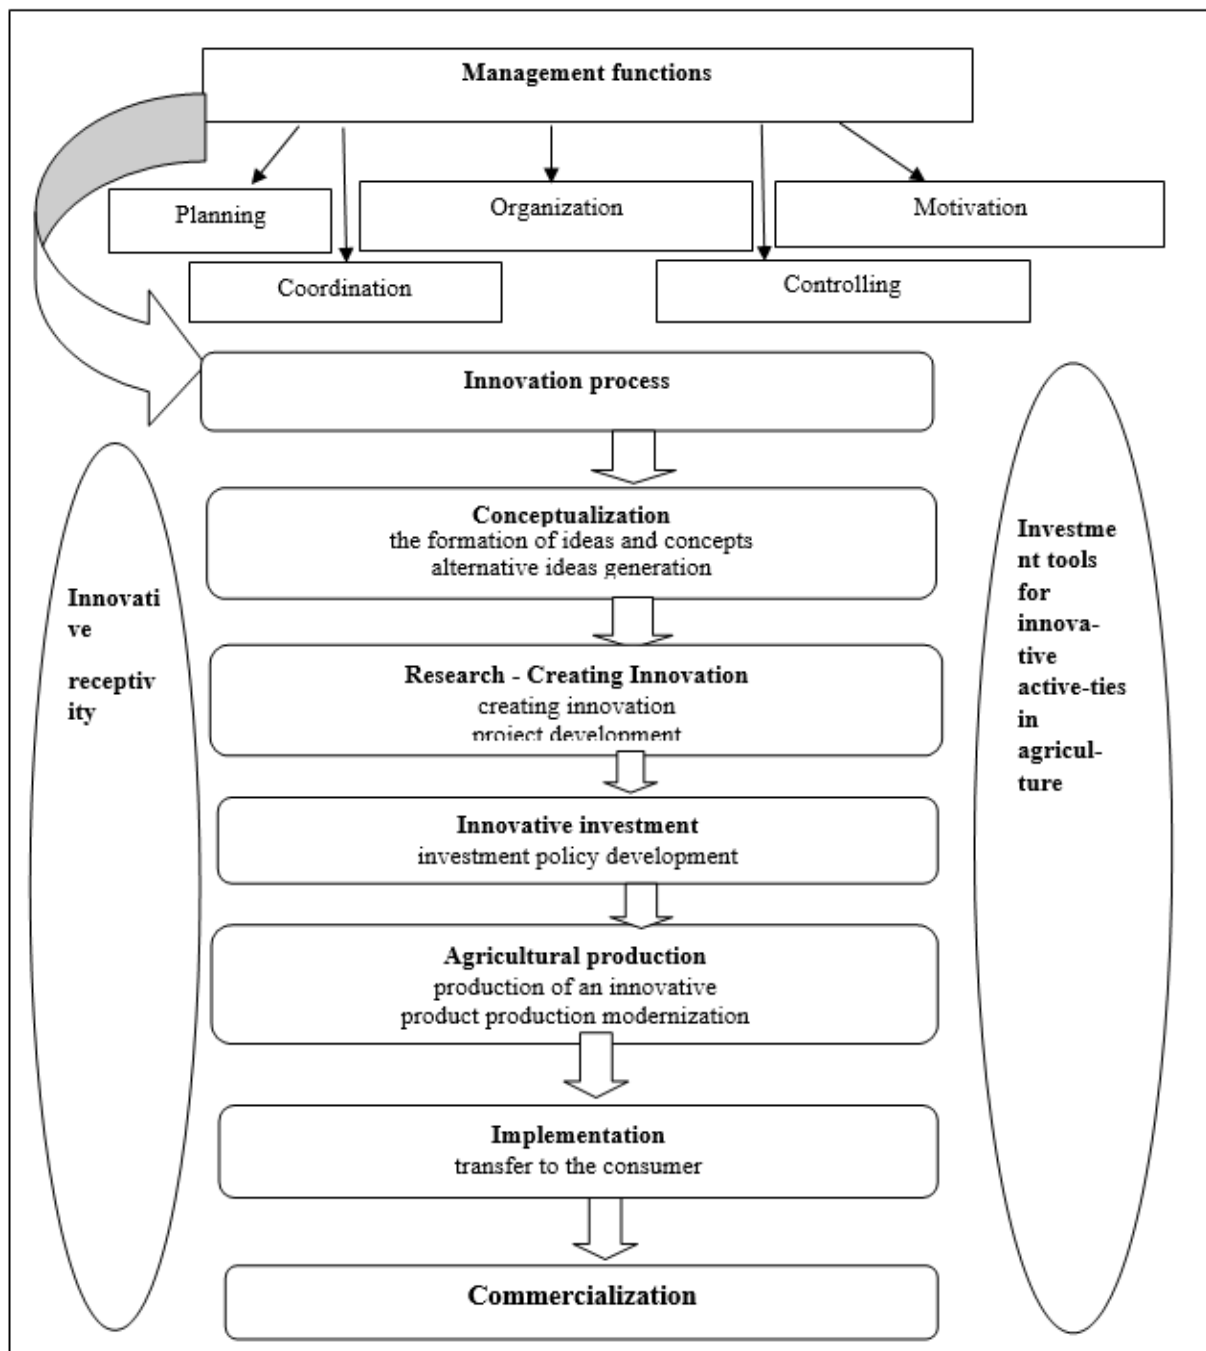 Management functions
Planning
Organization
Motivation
Coordination
Controlling
Innovation process
Conceptualization
the formation of ideas and concepts
alternative ideas generation
Research - Creating Innovation
creating innovation
project development
Innovative investment
investment policy development
Agricultural production
production of an innovative
product production modernization
Implementation
transfer to the consumer
Commercialization
Innovati
ve
receptiv
ity
Investme
nt tools
for
innova-
tive
active-ties
in
agricul-
ture